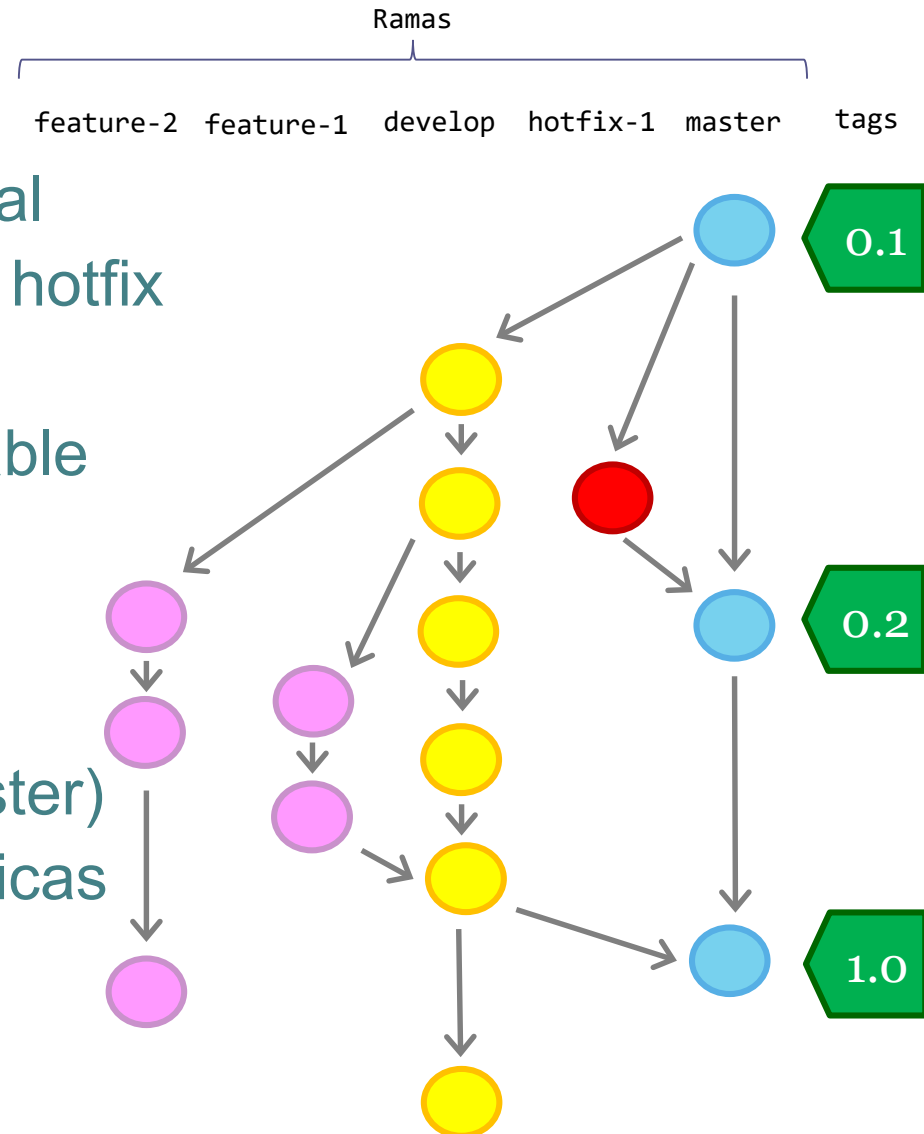 Ramas
feature-2 feature-1 develop hotfix-1 master tags
al
hotfix
0.1
able
0.2
ster)
icas
1.0